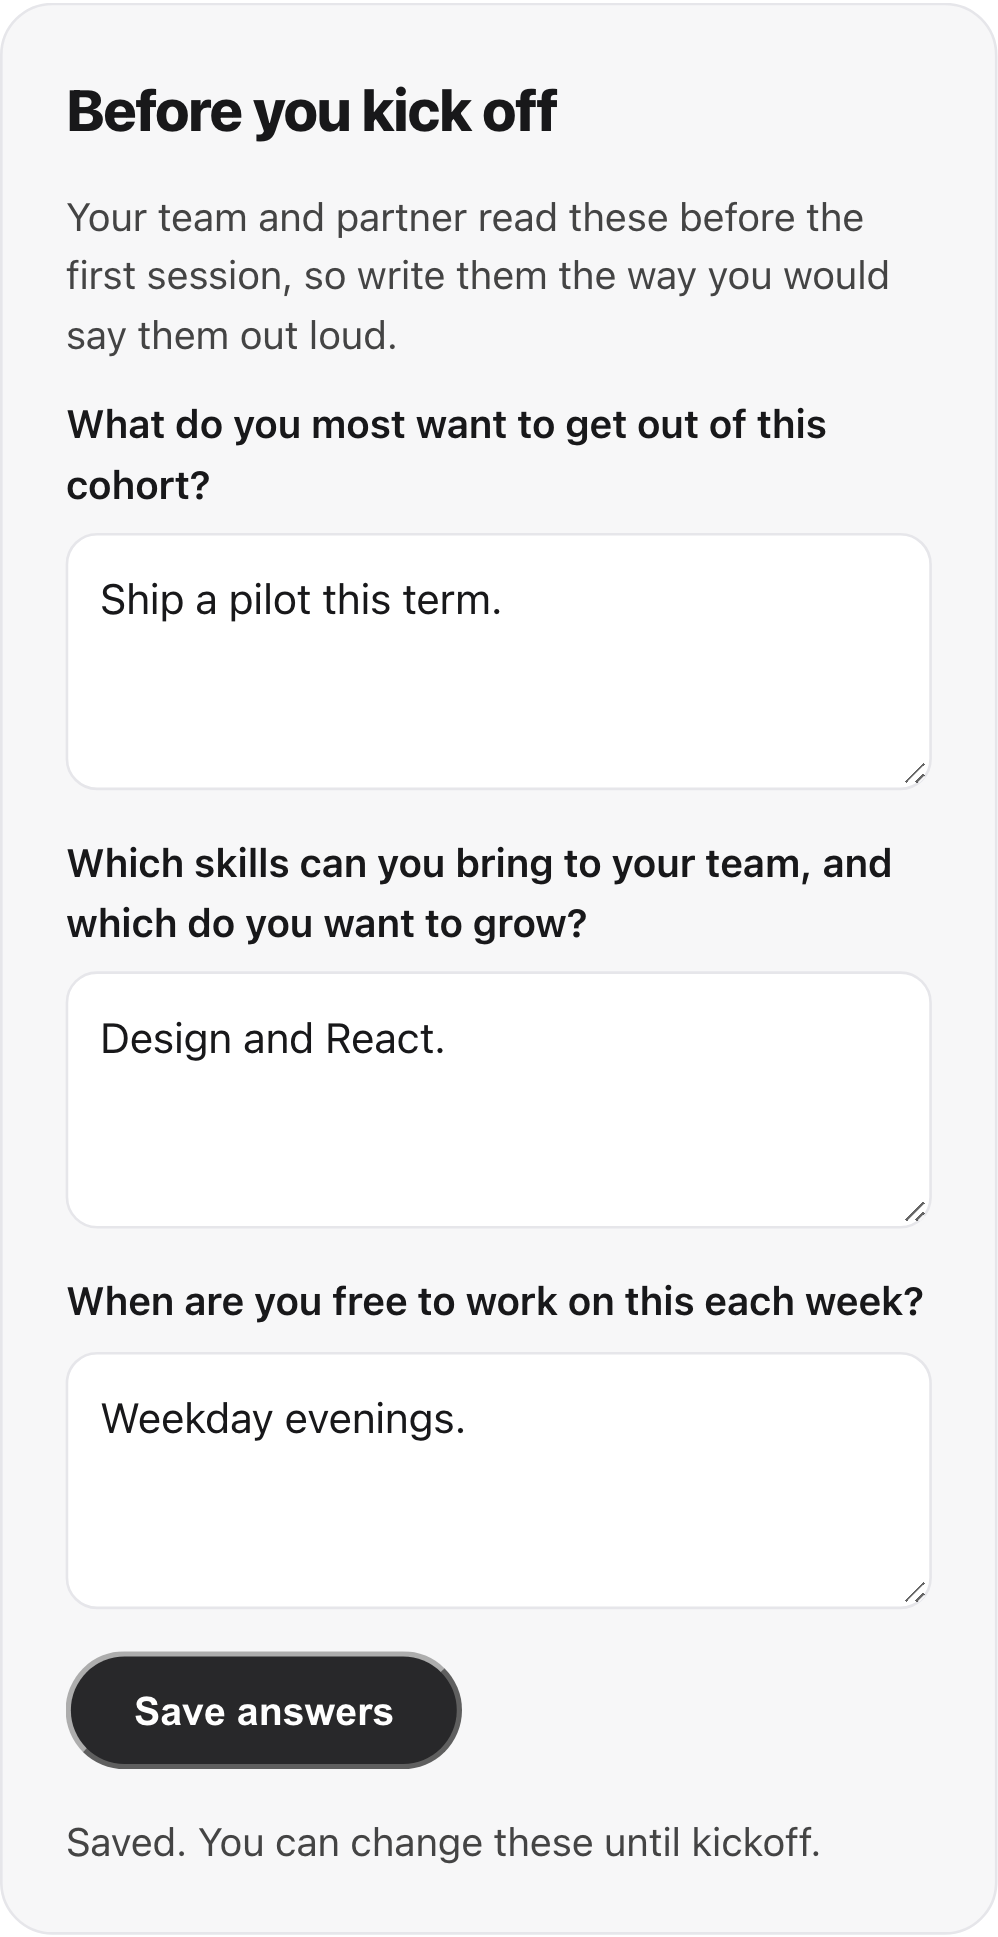 Before you kick off
Your team and partner read these before the
first session, so write them the way you would
say them out loud.
What do you most want to get out of this
cohort?
Ship a pilot this term.
Which skills can you bring to your team, and
which do you want to grow?
Design and React.
When are you free to work on this each week?
Weekday evenings.
Save answers
Saved. You can change these until kickoff.